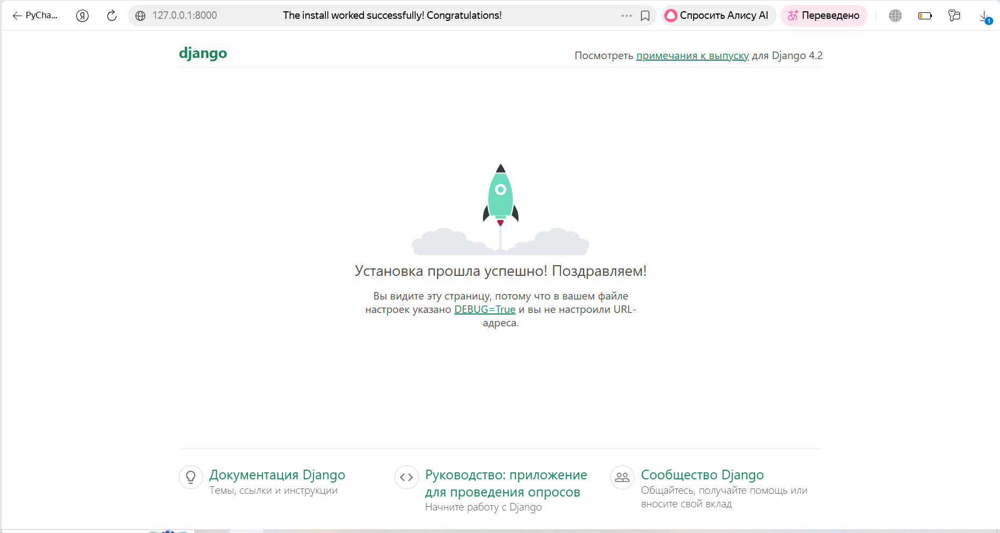 PyCha...
Я
127.0.0.1:8000
The install worked successfully! Congratulations!
Спросить Алису AI
Переведено
1
django
Посмотреть примечания к выпуску для Django 4.2
Установка прошла успешно! Поздравляем!
Вы видите эту страницу, потому что в вашем файле
настроек указано DEBUG=True и вы не настроили URL-
адреса.
Документация Django
Темы, ссылки и инструкции
Руководство: приложение
для проведения опросов
Начните работу с Django
Сообщество Django
Общайтесь, получайте помощь или
вносите свой вклад